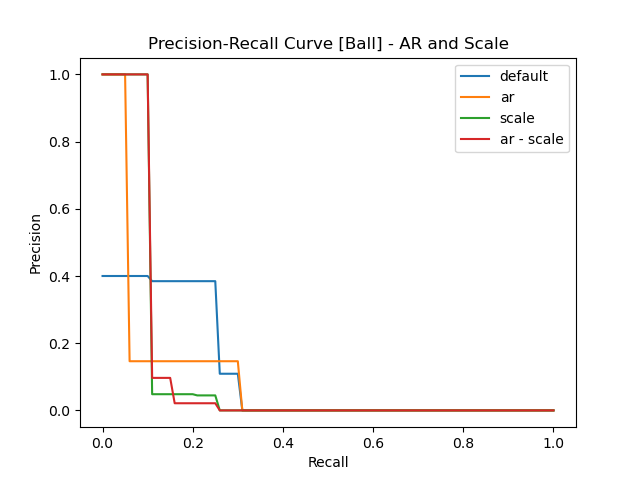 Precision-Recall Curve [Ball] - AR and Scale
default
ar
scale
ar - scale
1.0
0.8
0.6
0.4
0.2
0.0
Precision
0.0 0.2 0.4 0.6 0.8 1.0
Recall